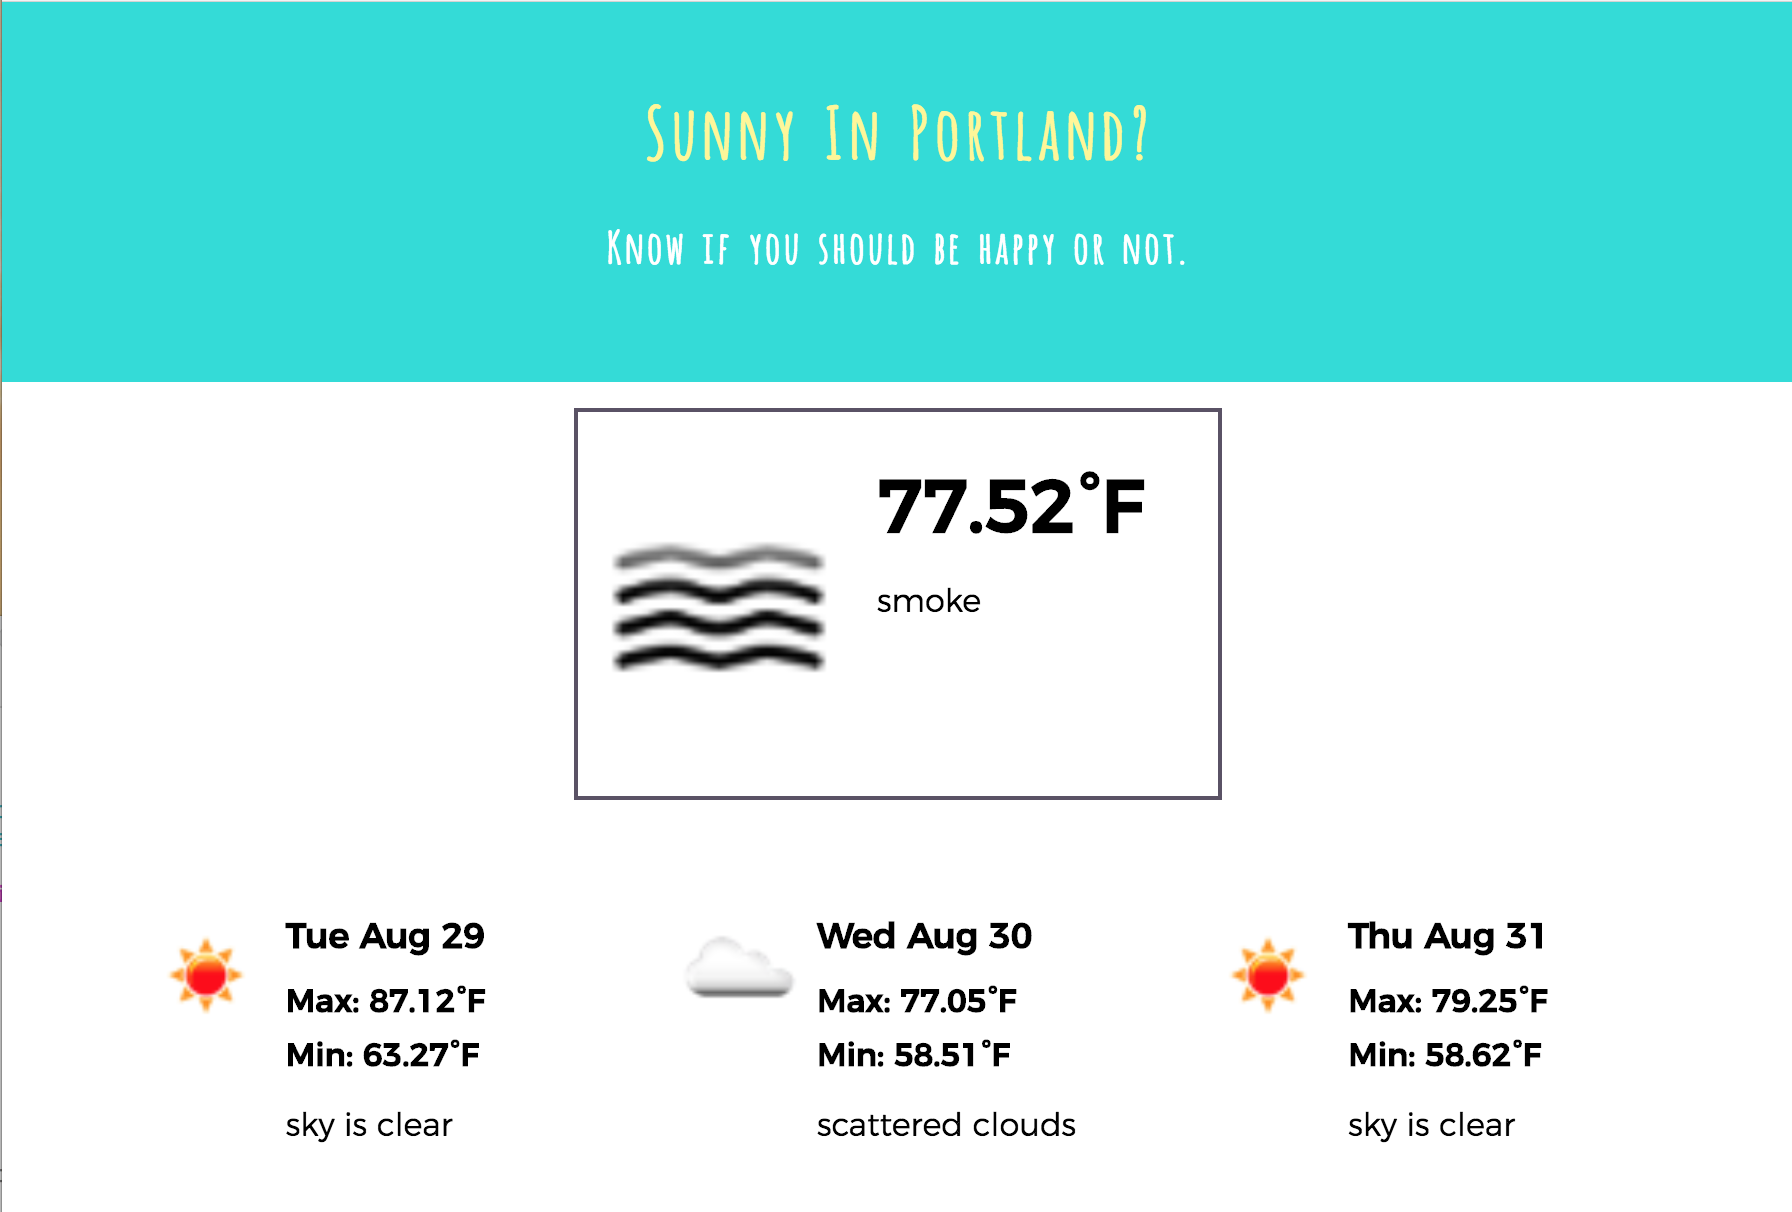 Sunny In Portland?
Know if you should be happy or not.
77.52°F
smoke
Tue Aug 29
Max: 87.12°F
Min: 63.27°F
sky is clear
Wed Aug 30
Max: 77.05°F
Min: 58.51°F
scattered clouds
Thu Aug 31
Max: 79.25°F
Min: 58.62°F
sky is clear